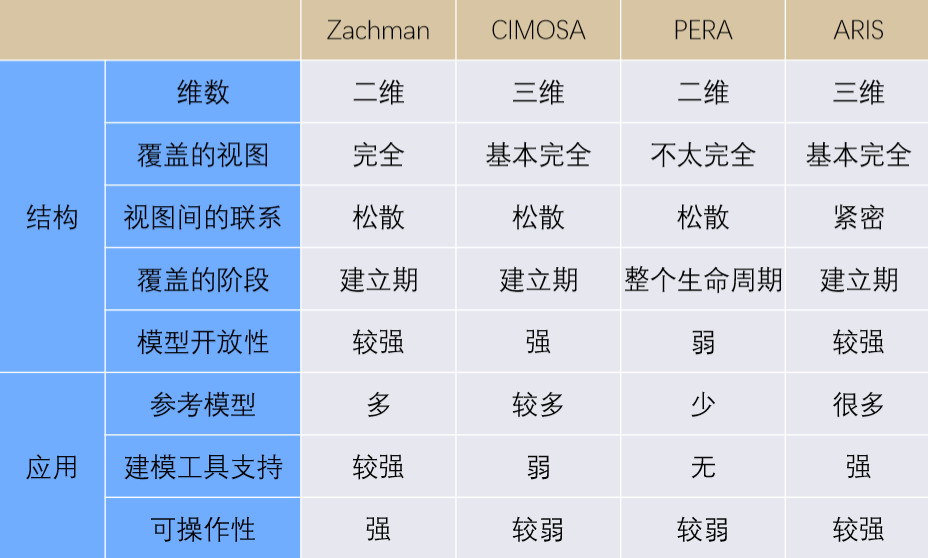 Zachman CIMOSA PERA ARIS
维数 二维 三维 二维 三维
覆盖的视图 完全 基本完全 不太完全 基本完全
结构 视图间的联系 松散 松散 松散 紧密
覆盖的阶段 建立期 建立期 整个生命周期 建立期
模型开放性 较强 强 弱 较强
参考模型 多 较多 少 很多
应用 建模工具支持 较强 弱 无 强
可操作性 强 较弱 较弱 较强